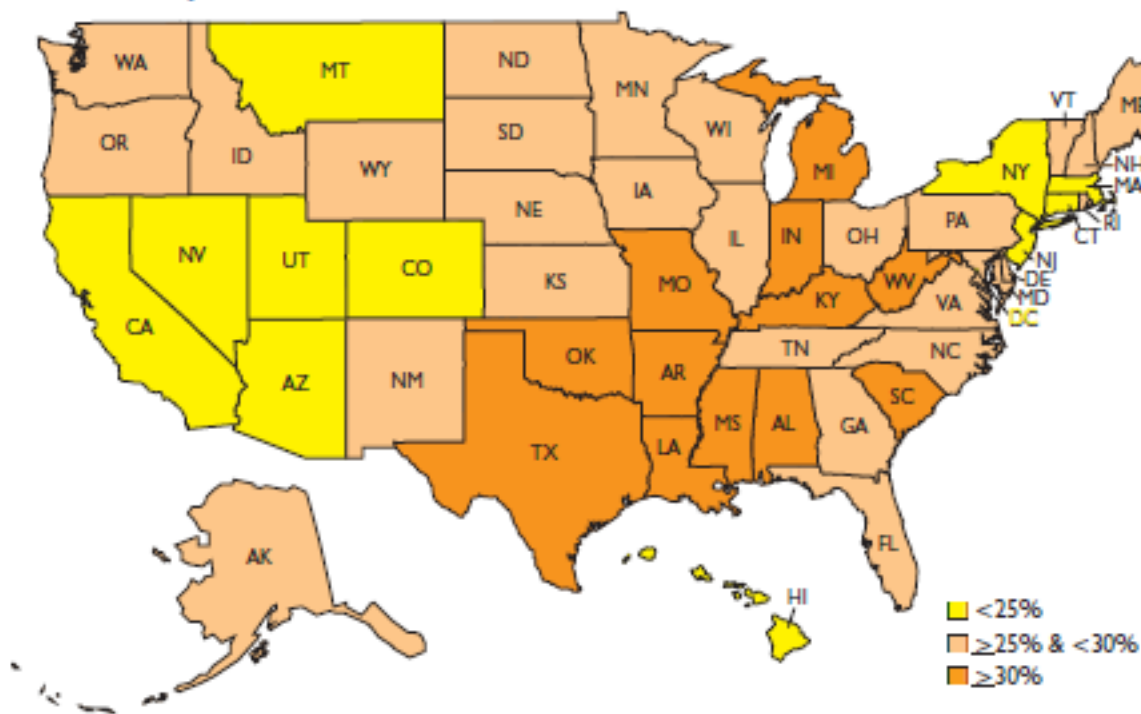 WA
MT
ND
MN
VT
ME
OR
ID
SD
WI
NH
WY
MI
NY
MA
IA
NE
PA
RI
CT
NV
UT
CO
IL
IN
OH
NJ
DE
KS
MO
WV
MD
CA
KY
VA
DC
TN
NC
AZ
NM
OK
AR
SC
MS
AL
GA
TX
LA
FL
AK
HI
<25%
≥25% & <30%
≥30%